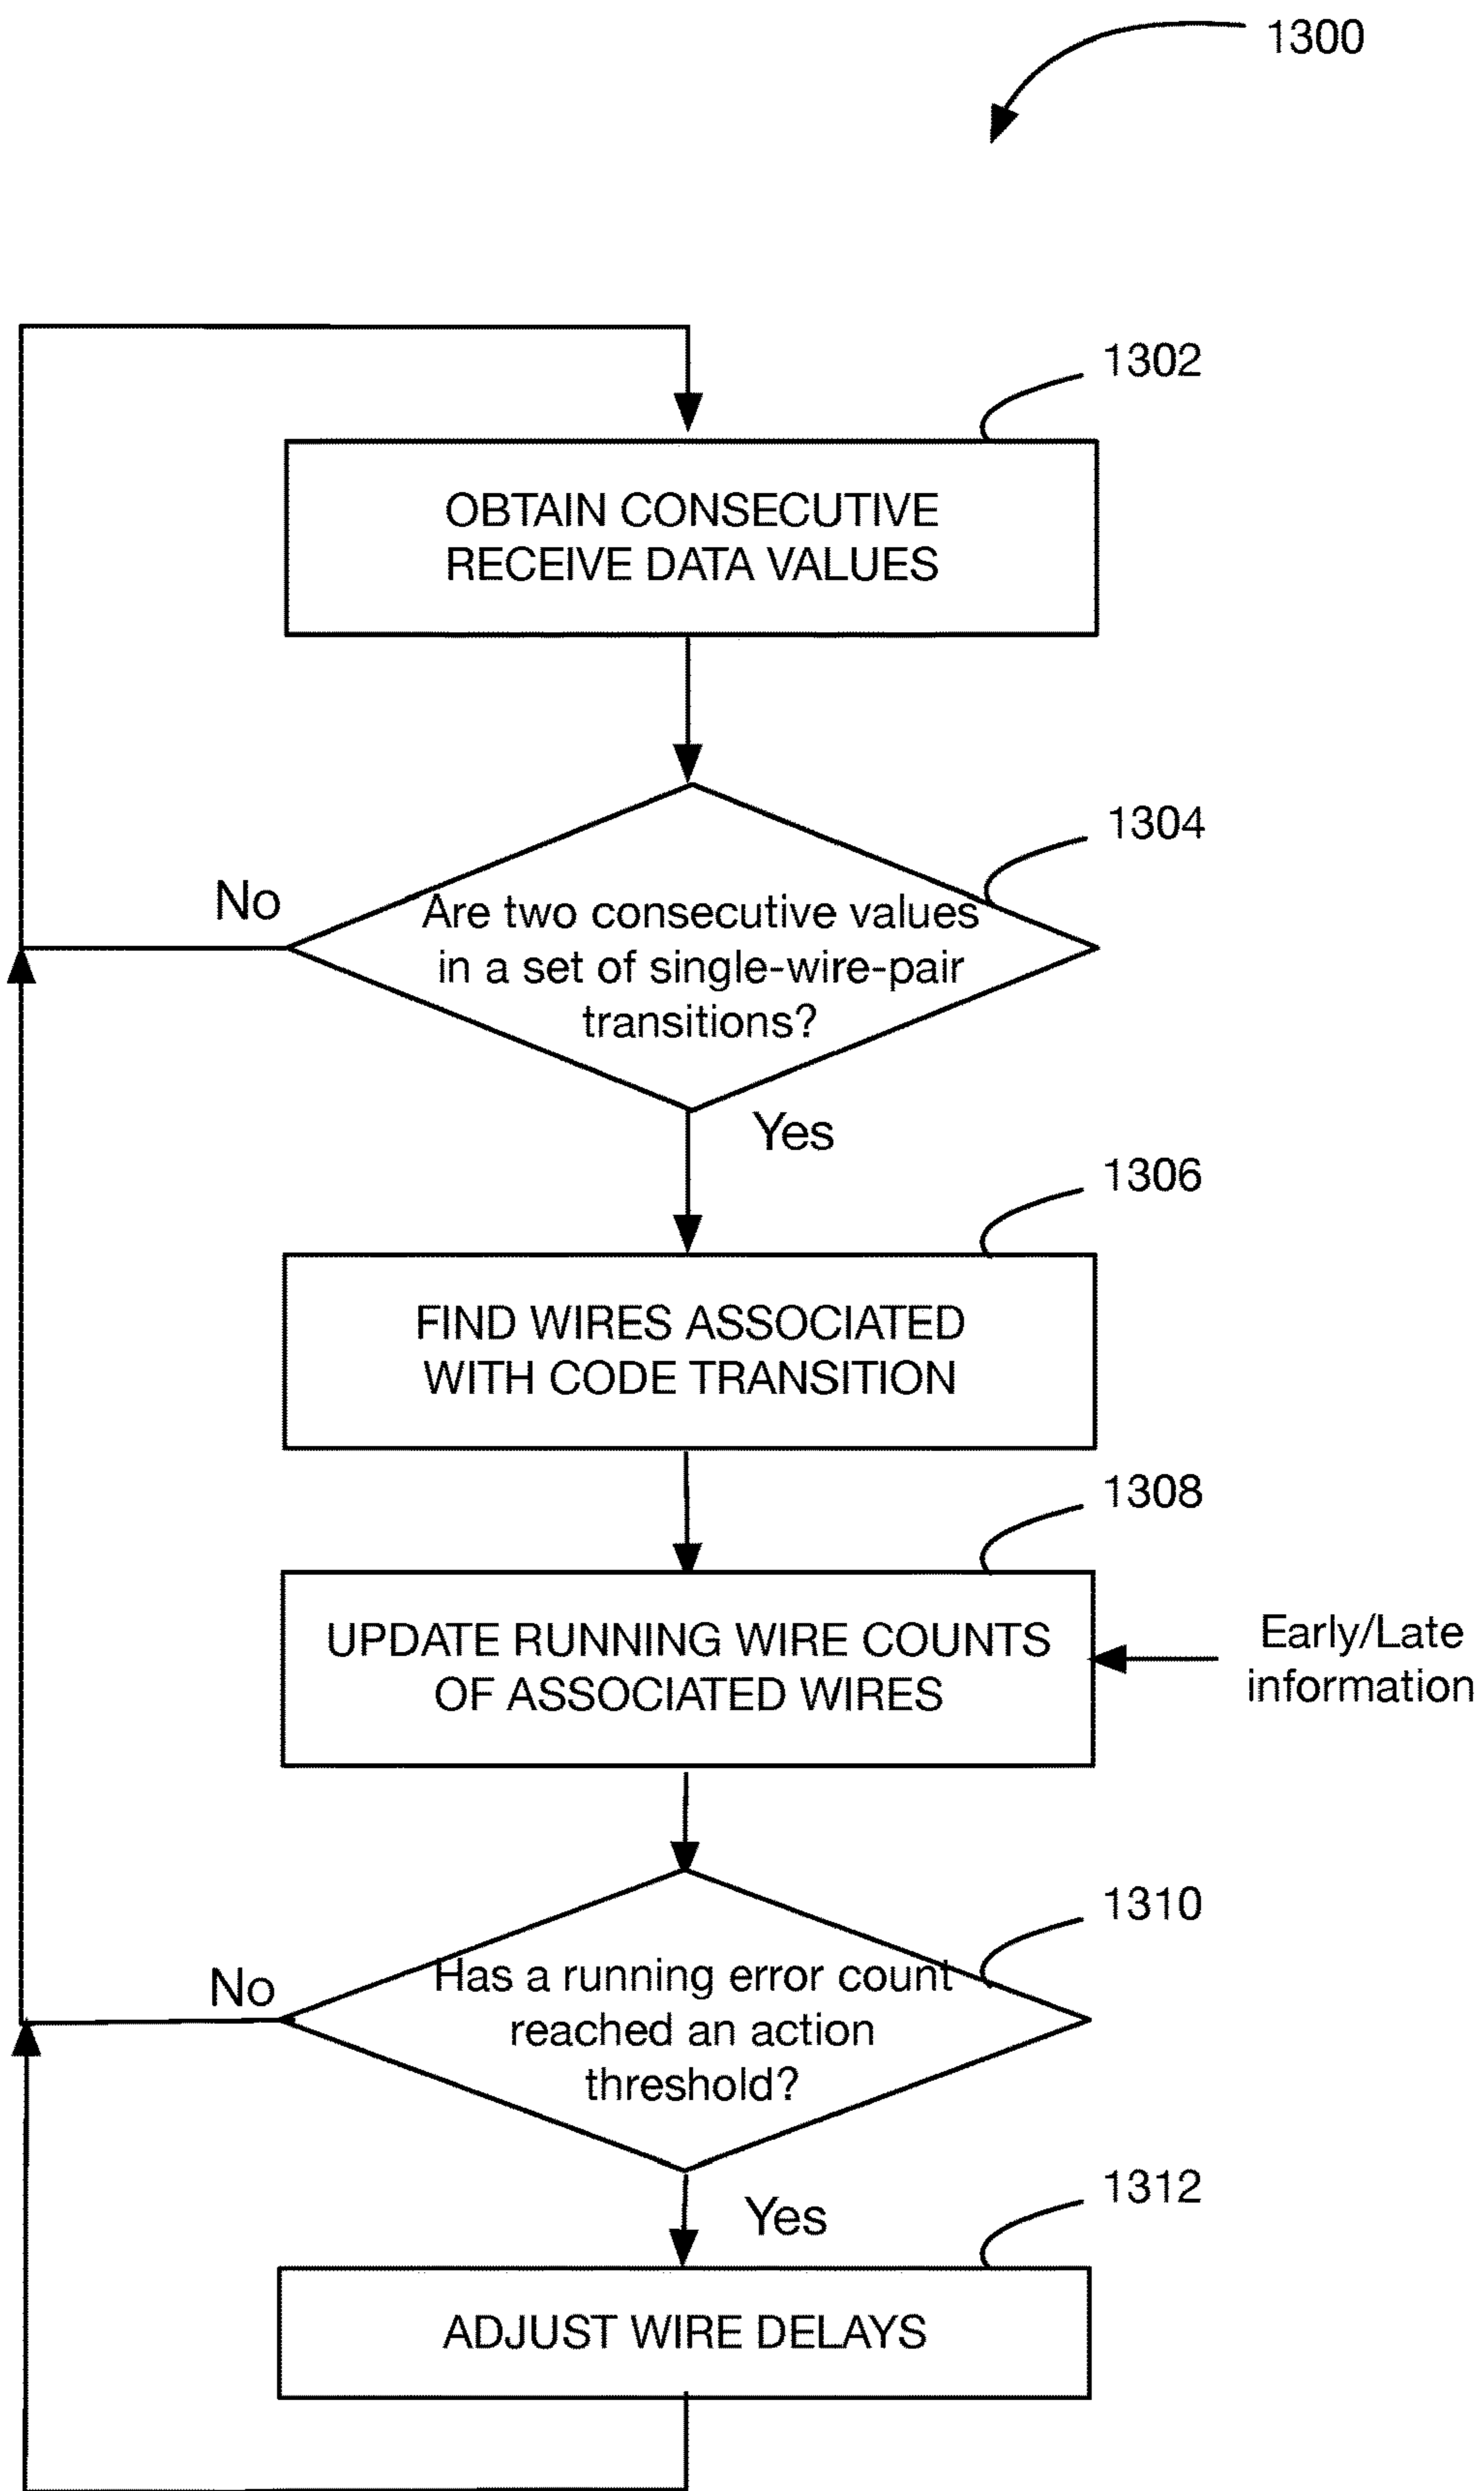 1300
1302
OBTAIN CONSECUTIVE
RECEIVE DATA VALUES
1304
No
Are two consecutive values
in a set of single-wire-pair
transitions?
Yes
1306
FIND WIRES ASSOCIATED
WITH CODE TRANSITION
1308
UPDATE RUNNING WIRE COUNTS
OF ASSOCIATED WIRES
Early/Late
information
1310
No
Has a running error count
reached an action
threshold?
Yes
1312
ADJUST WIRE DELAYS